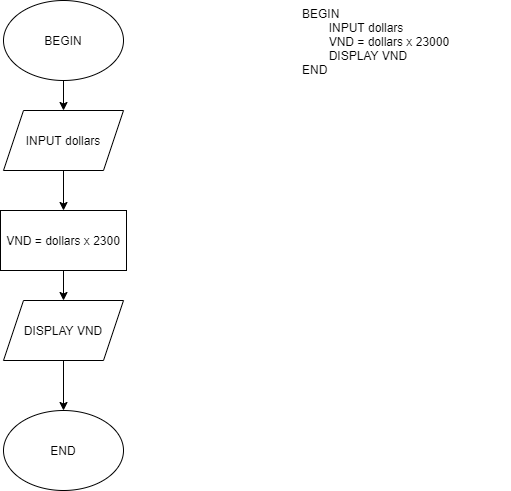 BEGIN
INPUT dollars
VND = dollars x 2300
DISPLAY VND
END
BEGIN
INPUT dollars
VND = dollars x 23000
DISPLAY VND
END